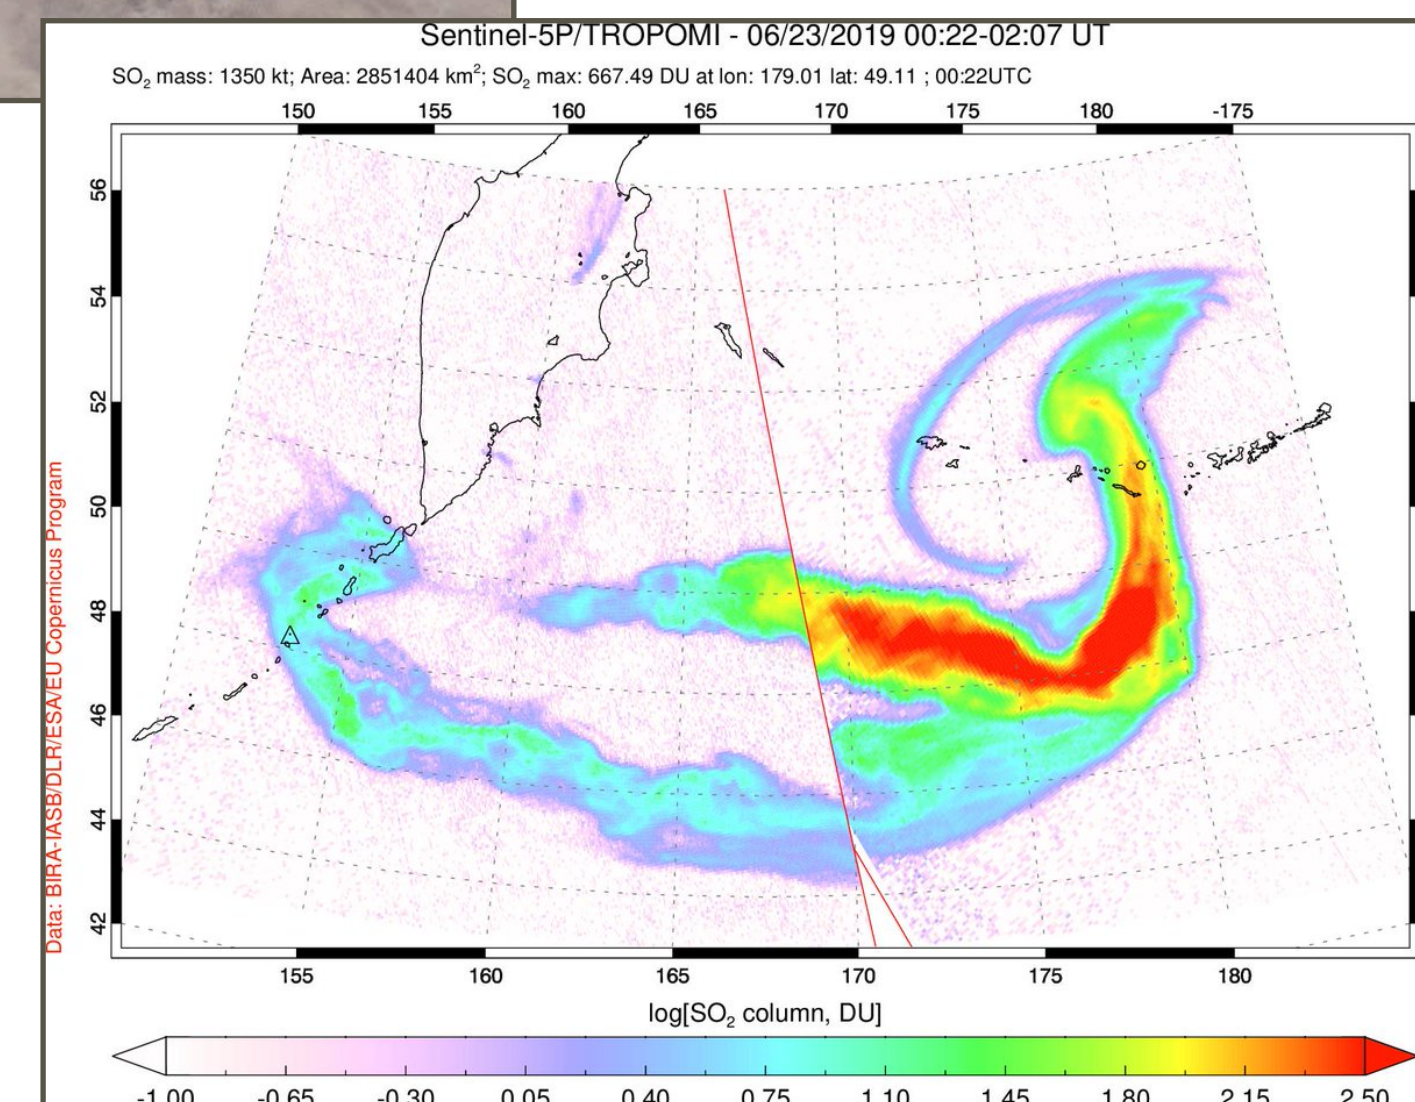 Sentinel-5P/TROPOMI - 06/23/2019 00:22-02:07 UT
SO₂ mass: 1350 kt; Area: 2851404 km²; SO₂ max: 667.49 DU at lon: 179.01 lat: 49.11 ; 00:22UTC
150 155 160 165 170 175 180 -175
56
54
52
50
48
46
44
42
Data: BIRA-IASB/DLR/ESA/EU Copernicus Program
155 160 165 170 175 180
log[SO₂ column, DU]
-1.00 -0.65 -0.30 0.05 0.40 0.75 1.10 1.45 1.80 2.15 2.50